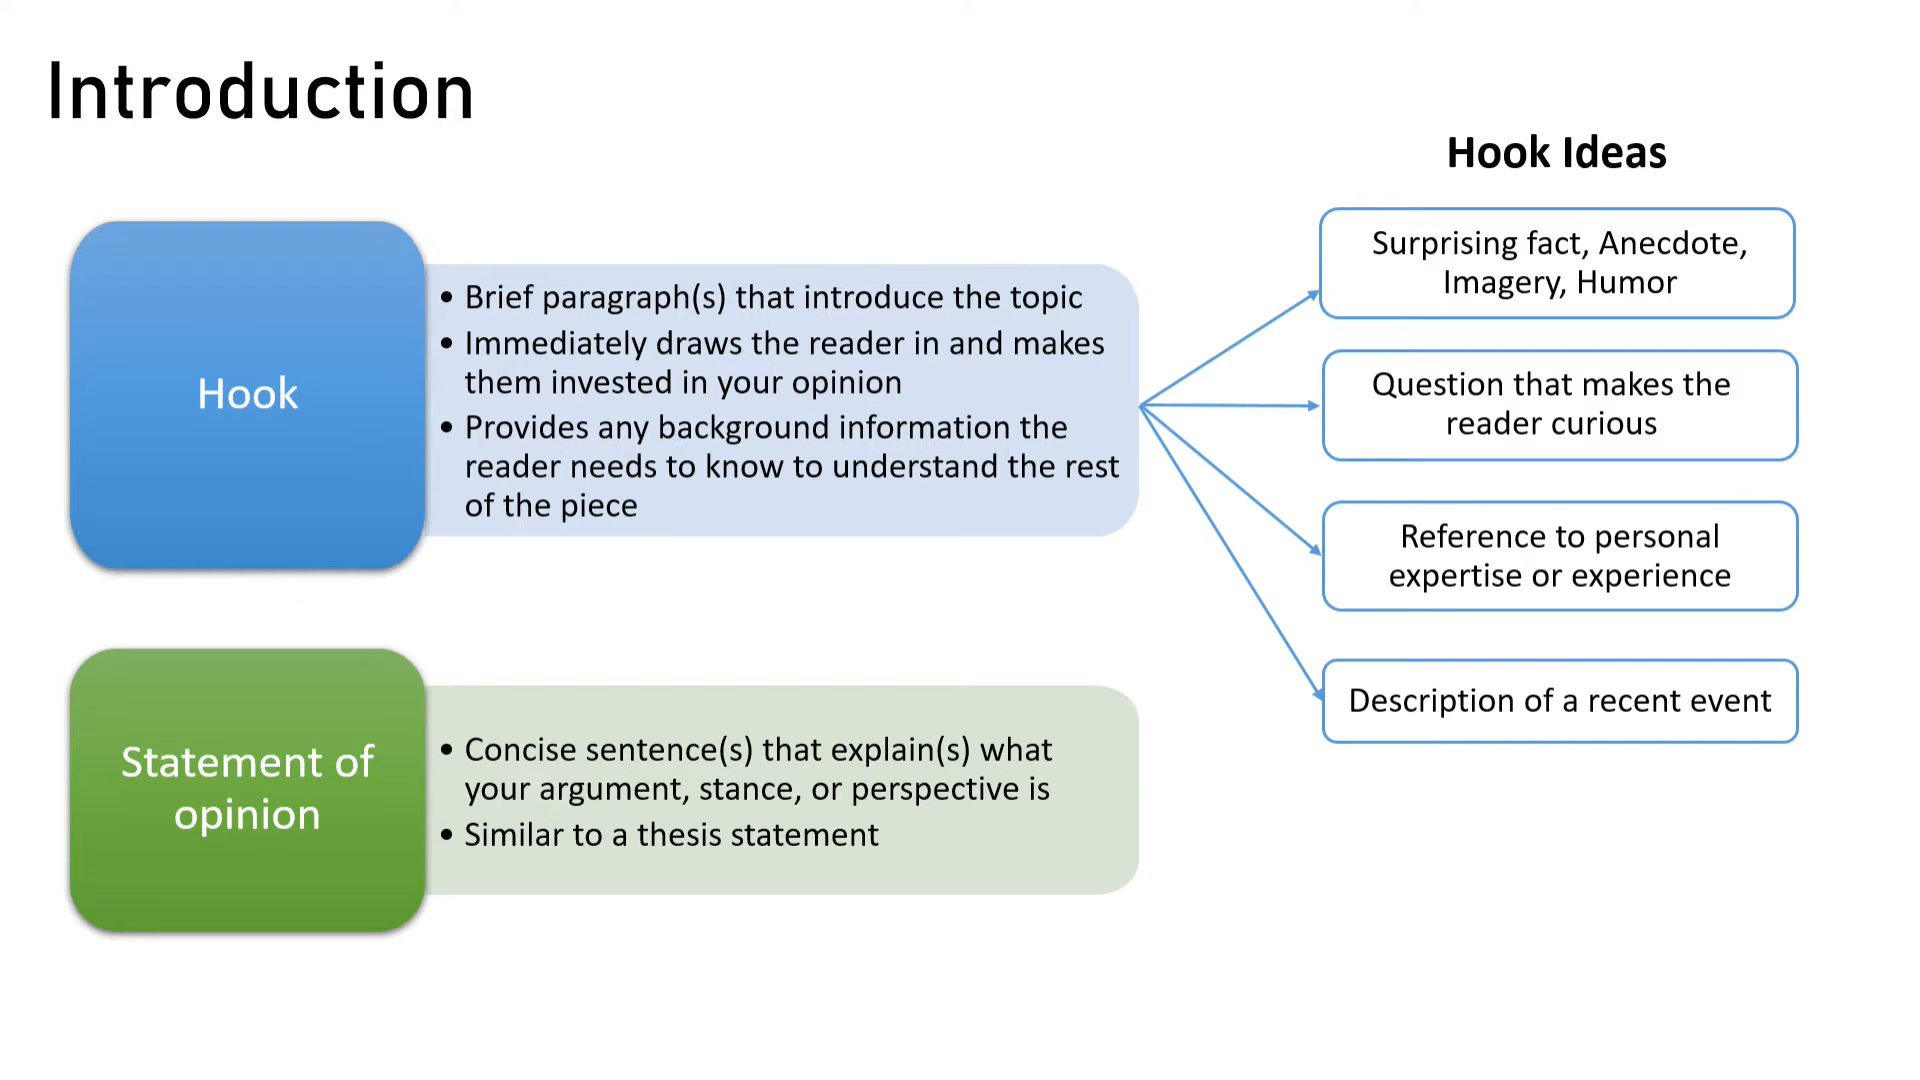 Introduction
Hook
• Brief paragraph(s) that introduce the topic
• Immediately draws the reader in and makes
them invested in your opinion
• Provides any background information the
reader needs to know to understand the rest
of the piece
Hook Ideas
Surprising fact, Anecdote,
Imagery, Humor
Question that makes the
reader curious
Reference to personal
expertise or experience
Description of a recent event
Statement of
opinion
• Concise sentence(s) that explain(s) what
your argument, stance, or perspective is
• Similar to a thesis statement